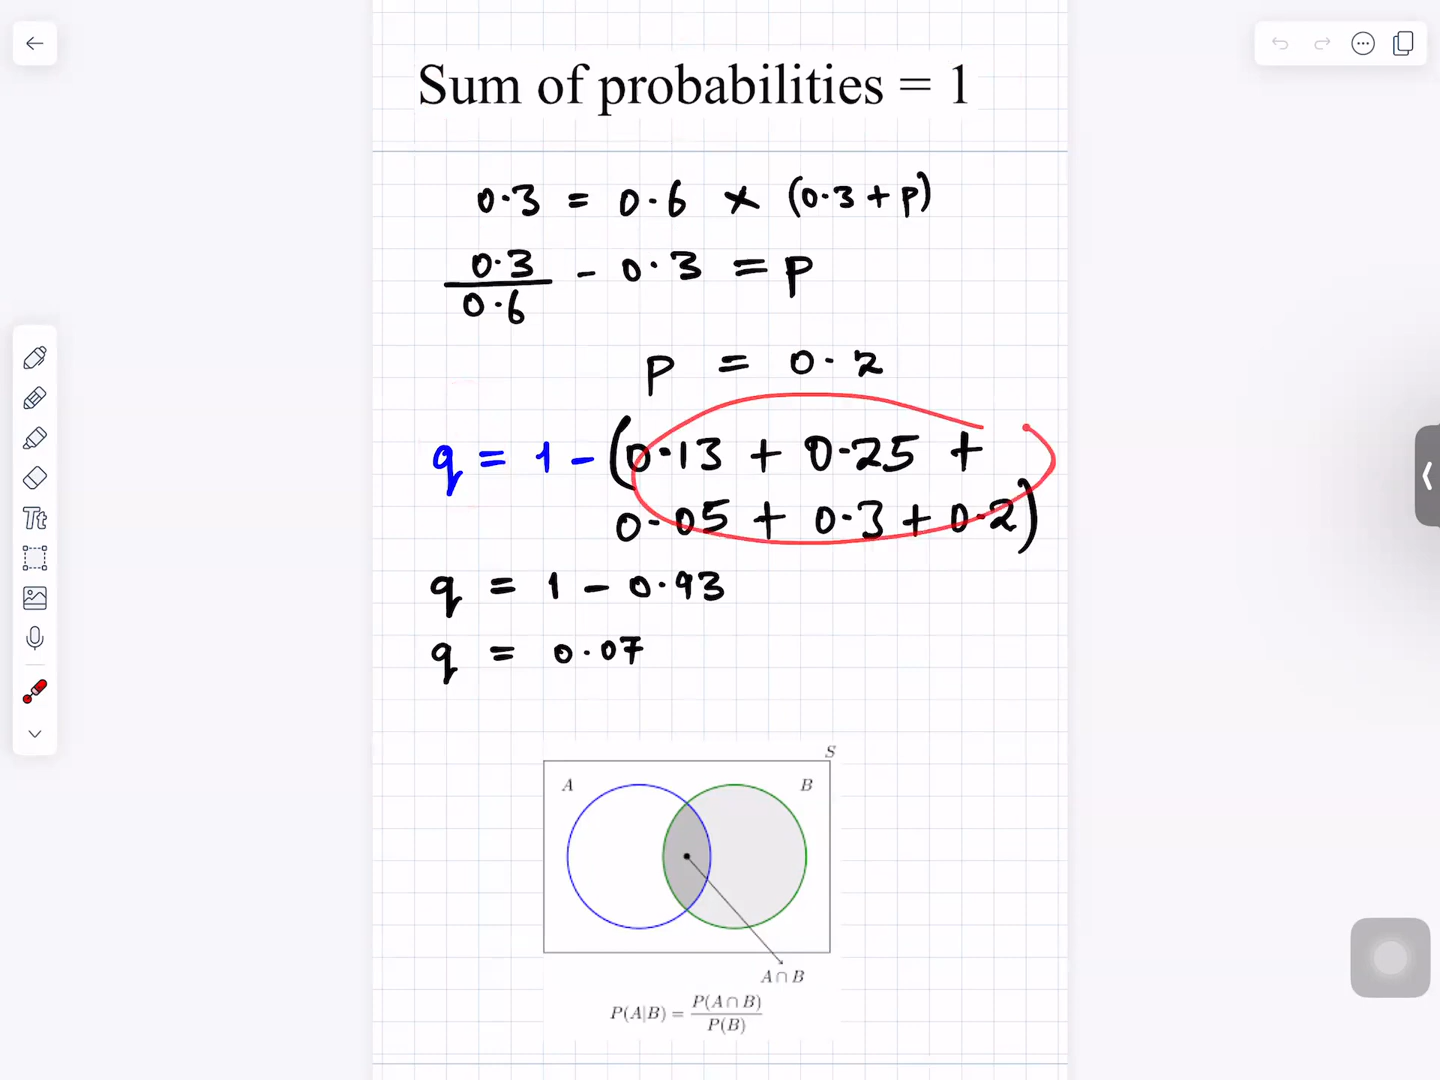 Sum of probabilities = 1
0.3 = 0.6 × (0.3 + p)
0.3/0.6 - 0.3 = p
p = 0.2
q = 1 - (0.13 + 0.25 +
0.05 + 0.3 + 0.2)
q = 1 - 0.93
q = 0.07
S
A B
A ∩ B
P(A|B) = P(A ∩ B)/P(B)
Tt